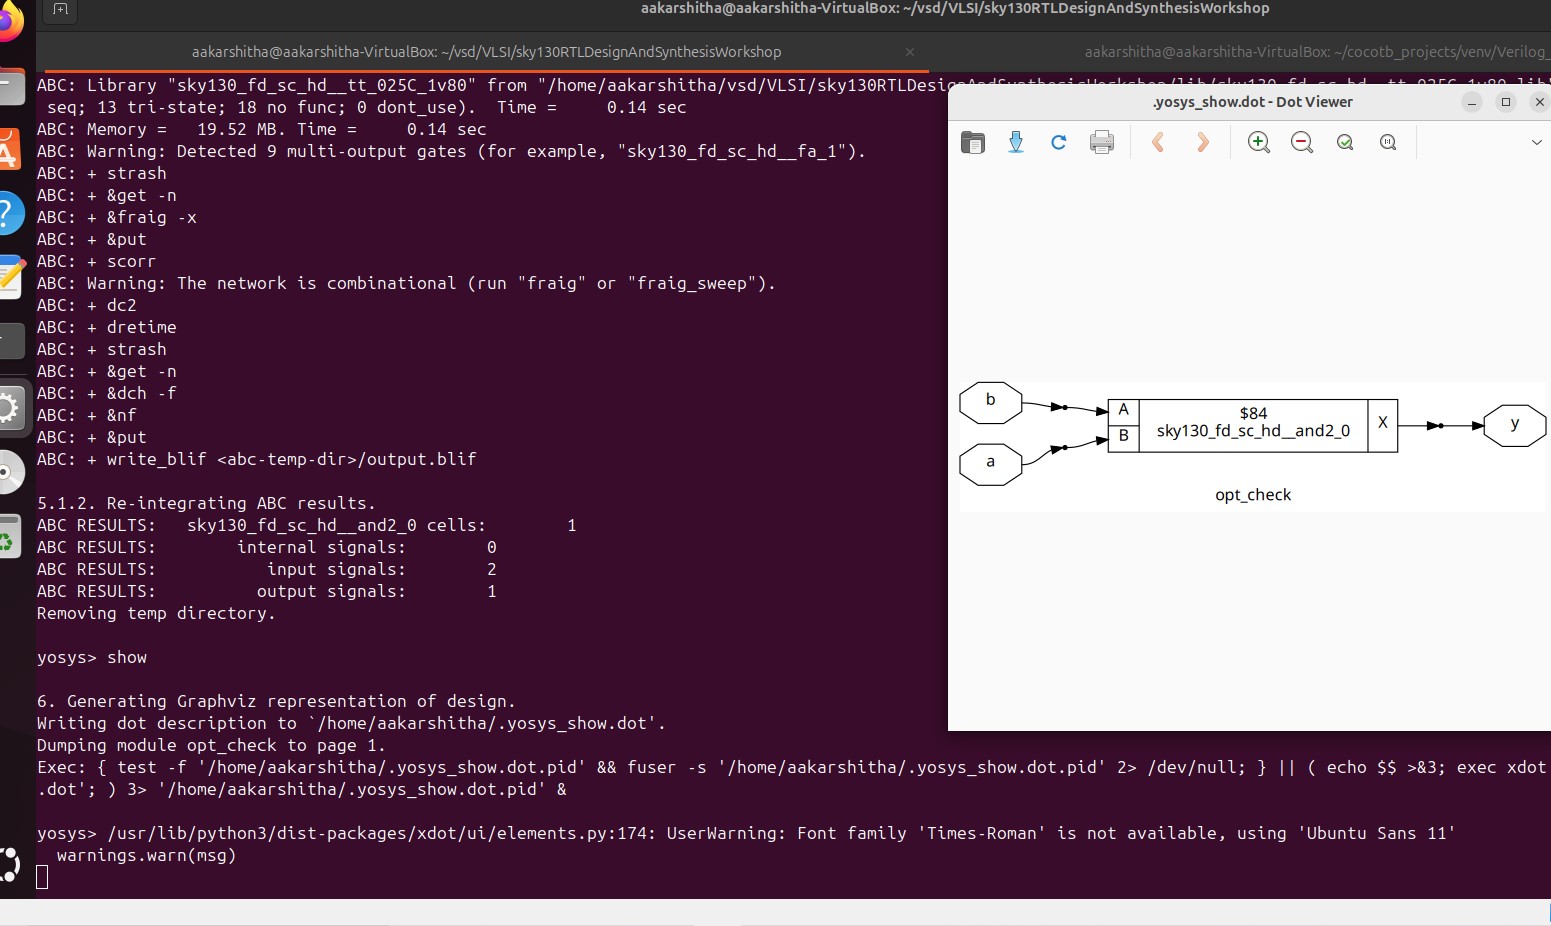 aakarshitha@aakarshitha-VirtualBox: ~/vsd/VLSI/sky130RTLDesignAndSynthesisWorkshop
aakarshitha@aakarshitha-VirtualBox: ~/vsd/VLSI/sky130RTLDesignAndSynthesisWorkshop
aakarshitha@aakarshitha-VirtualBox: ~/cocotb_projects/venv/Verilog_
ABC: Library "sky130_fd_sc_hd__tt_025C_1v80" from "/home/aakarshitha/vsd/VLSI/sky130RTLDesignAndSynthesisWorkshop/lib/sky130_fd_sc_hd__tt_025C_1v80.lib"
seq; 13 tri-state; 18 no func; 0 dont_use).  Time =     0.14 sec
ABC: Memory =   19.52 MB. Time =     0.14 sec
ABC: Warning: Detected 9 multi-output gates (for example, "sky130_fd_sc_hd__fa_1").
ABC: + strash
ABC: + &get -n
ABC: + &fraig -x
ABC: + &put
ABC: + scorr
ABC: Warning: The network is combinational (run "fraig" or "fraig_sweep").
ABC: + dc2
ABC: + dretime
ABC: + strash
ABC: + &get -n
ABC: + &dch -f
ABC: + &nf
ABC: + &put
ABC: + write_blif <abc-temp-dir>/output.blif
5.1.2. Re-integrating ABC results.
ABC RESULTS:   sky130_fd_sc_hd__and2_0 cells:        1
ABC RESULTS:        internal signals:        0
ABC RESULTS:           input signals:        2
ABC RESULTS:          output signals:        1
Removing temp directory.
yosys> show
6. Generating Graphviz representation of design.
Writing dot description to `/home/aakarshitha/.yosys_show.dot'.
Dumping module opt_check to page 1.
Exec: { test -f '/home/aakarshitha/.yosys_show.dot.pid' && fuser -s '/home/aakarshitha/.yosys_show.dot.pid' 2> /dev/null; } || ( echo $$ >&3; exec xdot
.dot'; ) 3> '/home/aakarshitha/.yosys_show.dot.pid' &
yosys> /usr/lib/python3/dist-packages/xdot/ui/elements.py:174: UserWarning: Font family 'Times-Roman' is not available, using 'Ubuntu Sans 11'
warnings.warn(msg)
.yosys_show.dot - Dot Viewer
b
a
A
B
$84
sky130_fd_sc_hd__and2_0
X
y
opt_check